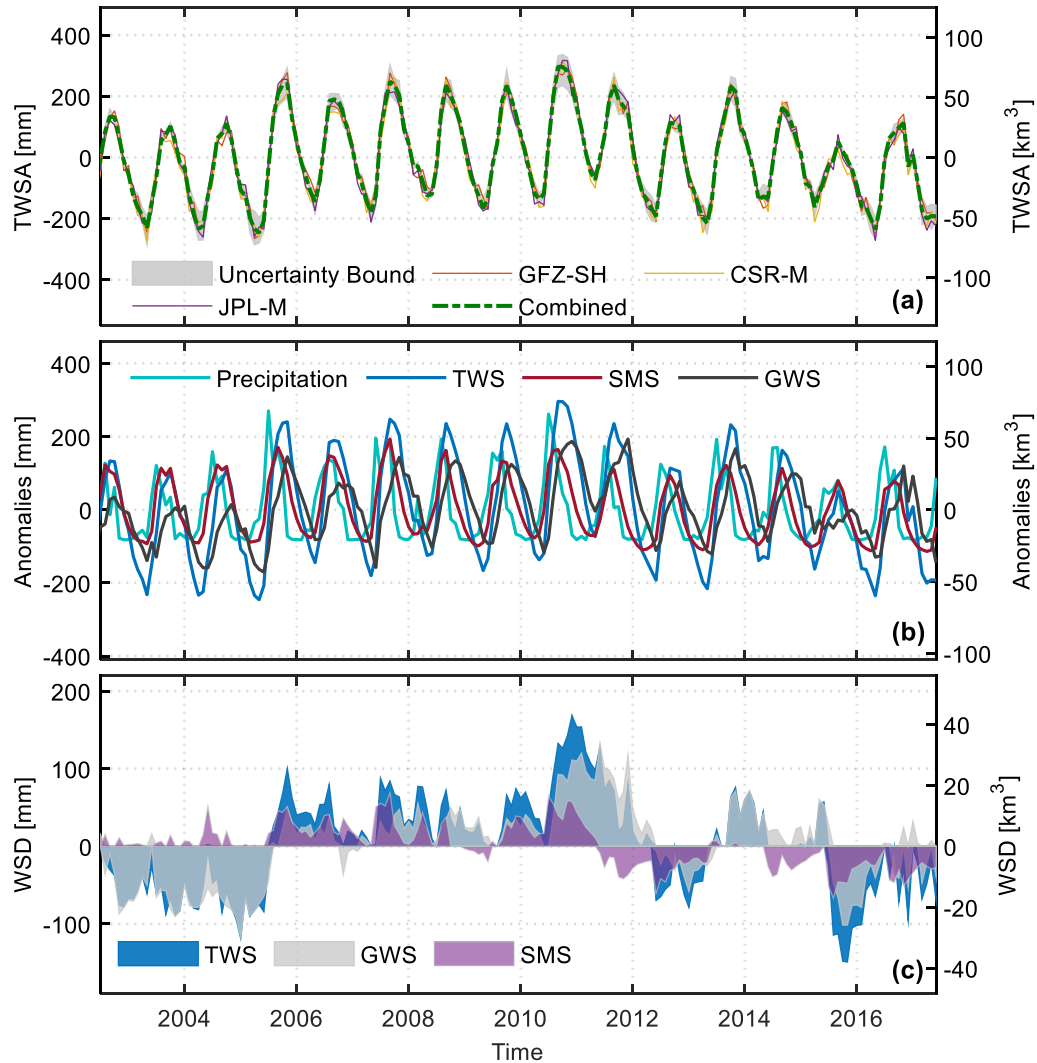 400
200
0
-200
-400
TWSA [mm]
100
50
0
-50
-100
TWSA [km3]
Uncertainty Bound GFZ-SH CSR-M
JPL-M Combined
(a)
400
200
0
-200
-400
Anomalies [mm]
100
50
0
-50
-100
Anomalies [km3]
Precipitation TWS SMS GWS
(b)
200
100
0
-100
WSD [mm]
40
20
0
-20
-40
WSD [km3]
TWS GWS SMS
(c)
2004 2006 2008 2010 2012 2014 2016
Time